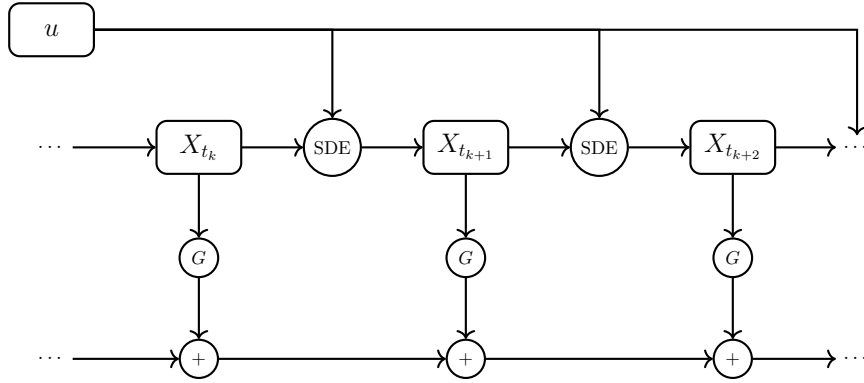 u
⋯ X_{t_k} SDE X_{t_{k+1}} SDE X_{t_{k+2}} ⋯
G G G
⋯ + + + ⋯